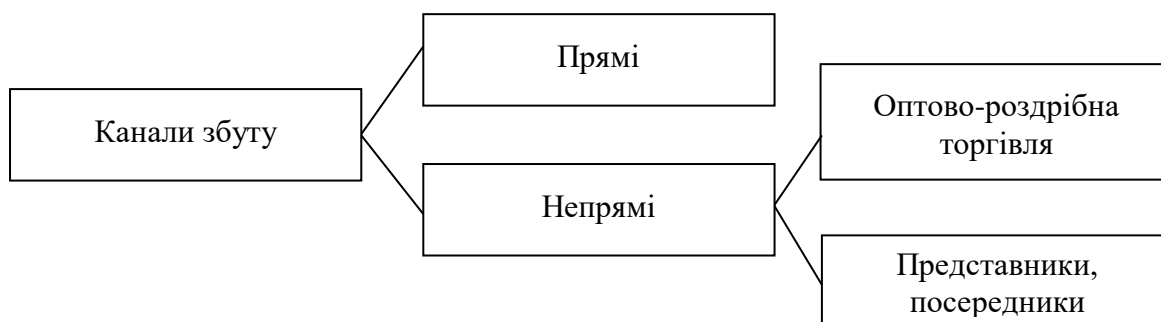 Канали збуту
Прямі
Непрямі
Оптово-роздрібна
торгівля
Представники,
посередники